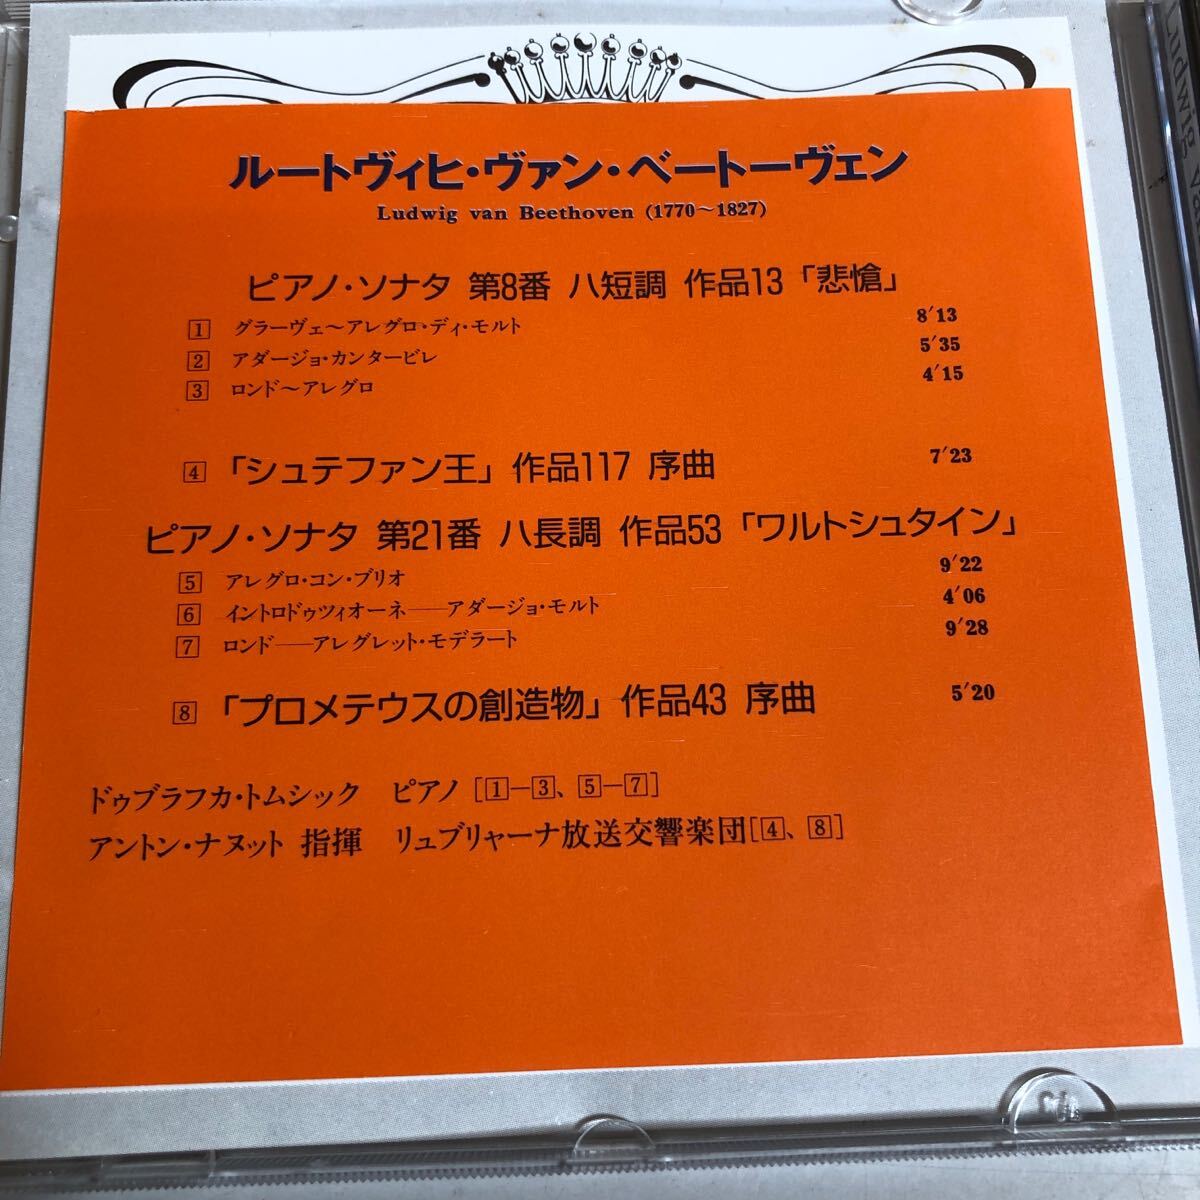 ルートヴィヒ・ヴァン・ベートーヴェン
Ludwig van Beethoven (1770〜1827)
ピアノ・ソナタ 第8番 ハ短調 作品13「悲愴」
1 グラーヴェ〜アレグロ・ディ・モルト 8′13
2 アダージョ・カンタービレ 5′35
3 ロンド〜アレグロ 4′15
4 「シュテファン王」作品117 序曲 7′23
ピアノ・ソナタ 第21番 ハ長調 作品53「ワルトシュタイン」
5 アレグロ・コン・ブリオ 9′22
6 イントロドゥツィオーネ——アダージョ・モルト 4′06
7 ロンド——アレグレット・モデラート 9′28
8 「プロメテウスの創造物」作品43 序曲 5′20
ドゥブラフカ・トムシック ピアノ [1—3、5—7]
アントン・ナヌット 指揮 リュブリャーナ放送交響楽団[4、8]
Ludwig